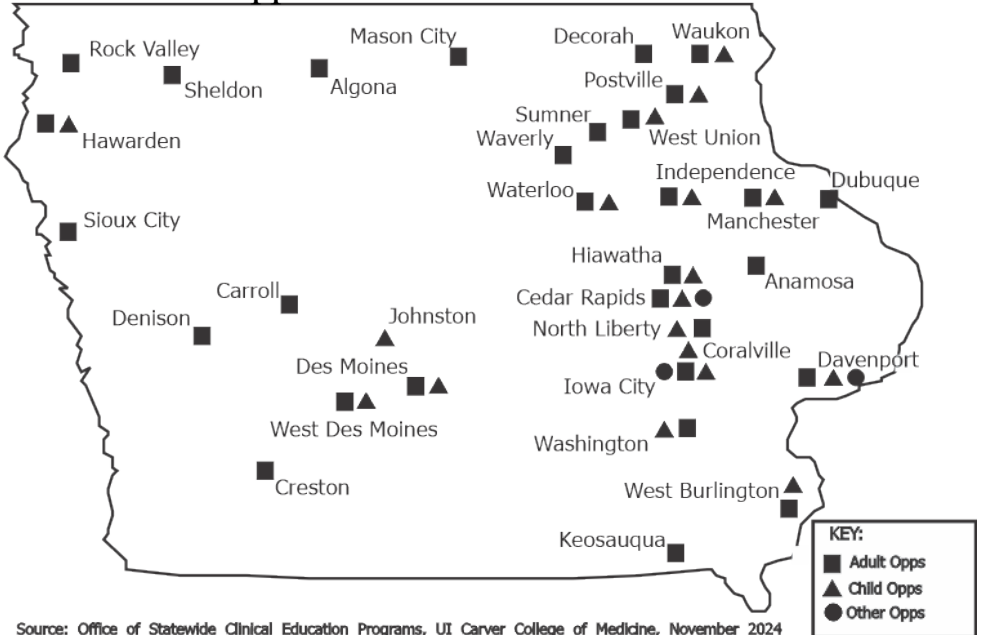 Mason City
Decorah
Waukon
Rock Valley
Sheldon
Algona
Postville
Sumner
West Union
Waverly
Hawarden
Independence
Dubuque
Waterloo
Manchester
Sioux City
Hiawatha
Anamosa
Carroll
Cedar Rapids
Denison
Johnston
North Liberty
Coralville
Des Moines
Davenport
Iowa City
West Des Moines
Washington
Creston
West Burlington
Keosauqua
KEY:
Adult Opps
Child Opps
Other Opps
Source: Office of Statewide Clinical Education Programs, UI Carver College of Medicine, November 2024